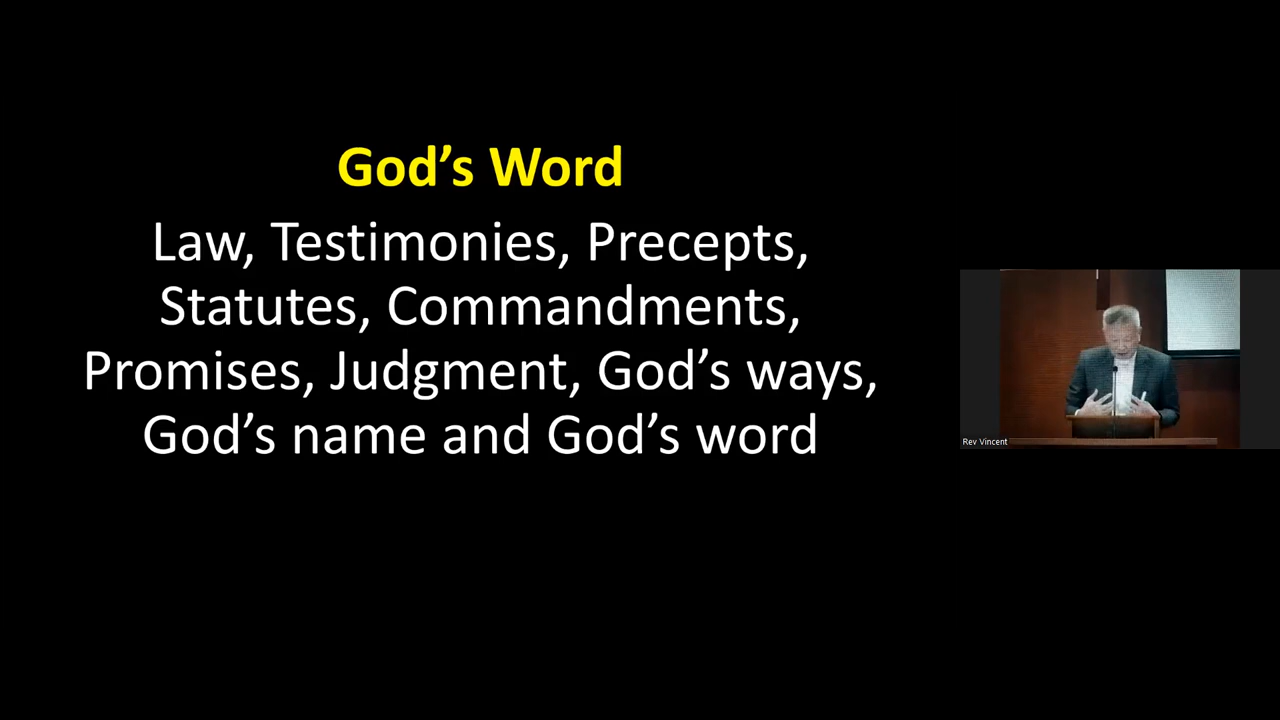 God's Word
Law, Testimonies, Precepts,
Statutes, Commandments,
Promises, Judgment, God's ways,
God's name and God's word
Rev Vincent